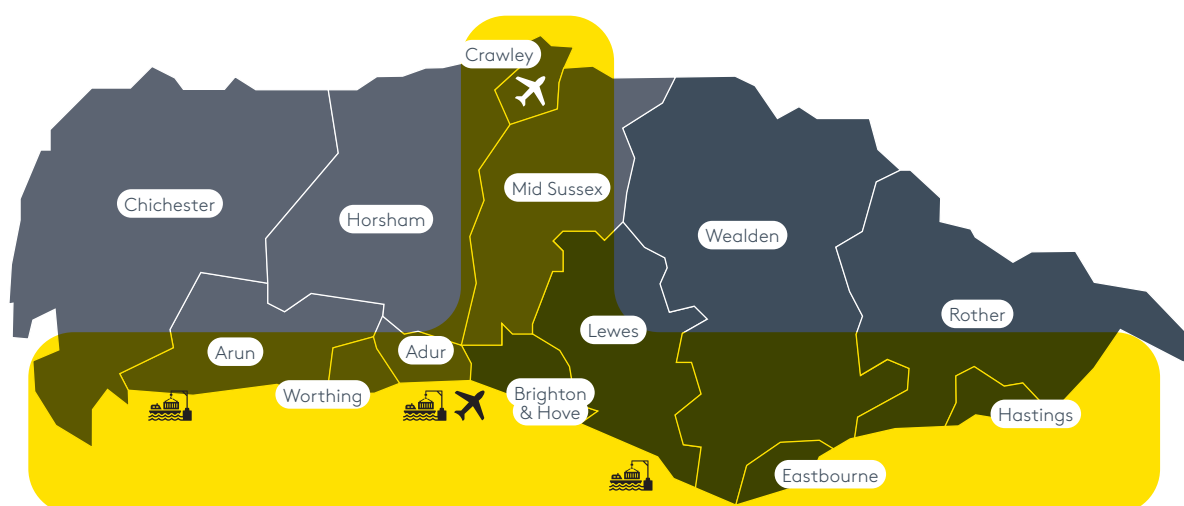 Crawley
Mid Sussex
Chichester
Horsham
Wealden
Rother
Lewes
Arun
Adur
Worthing
Brighton
& Hove
Hastings
Eastbourne